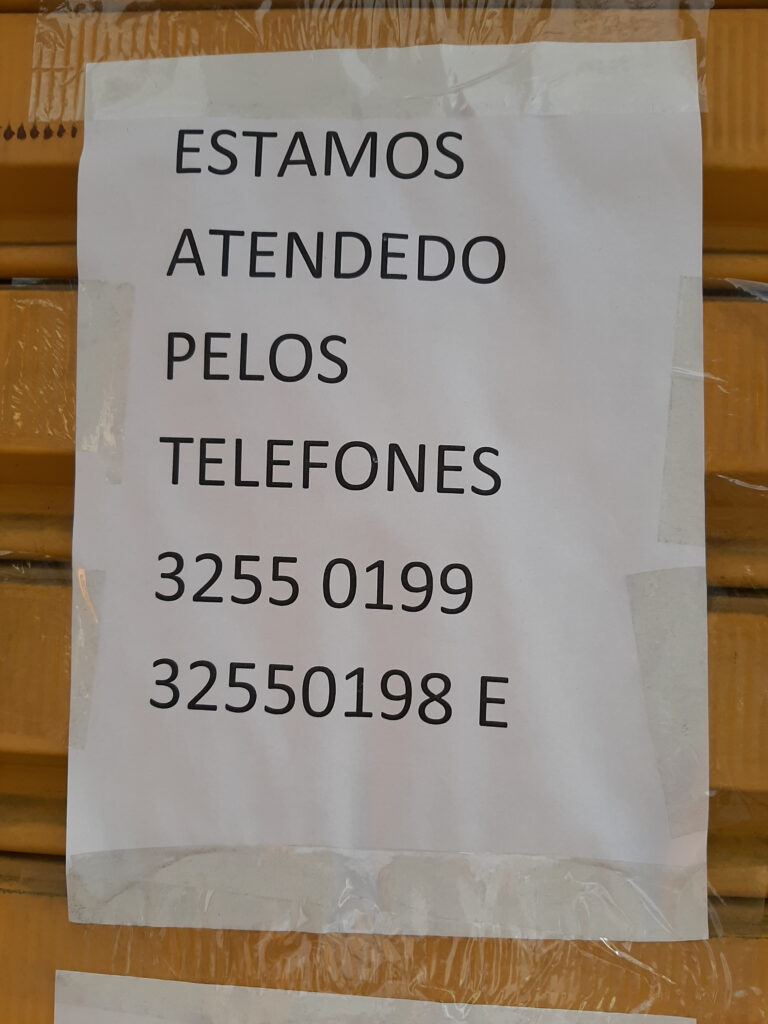 ESTAMOS
ATENDEDO
PELOS
TELEFONES
3255 0199
32550198 E